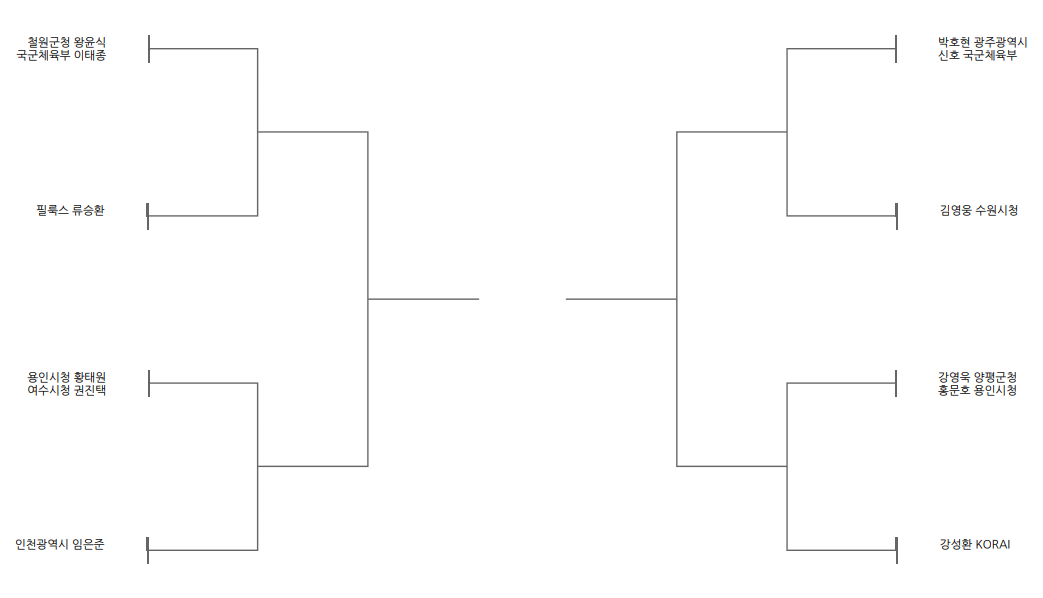 철원군청 왕윤식
국군체육부 이태종
필룩스 류승환
용인시청 황태원
여수시청 권진택
인천광역시 임은준
박호현 광주광역시
신호 국군체육부
김영웅 수원시청
강영욱 양평군청
홍문호 용인시청
강성환 KORAI